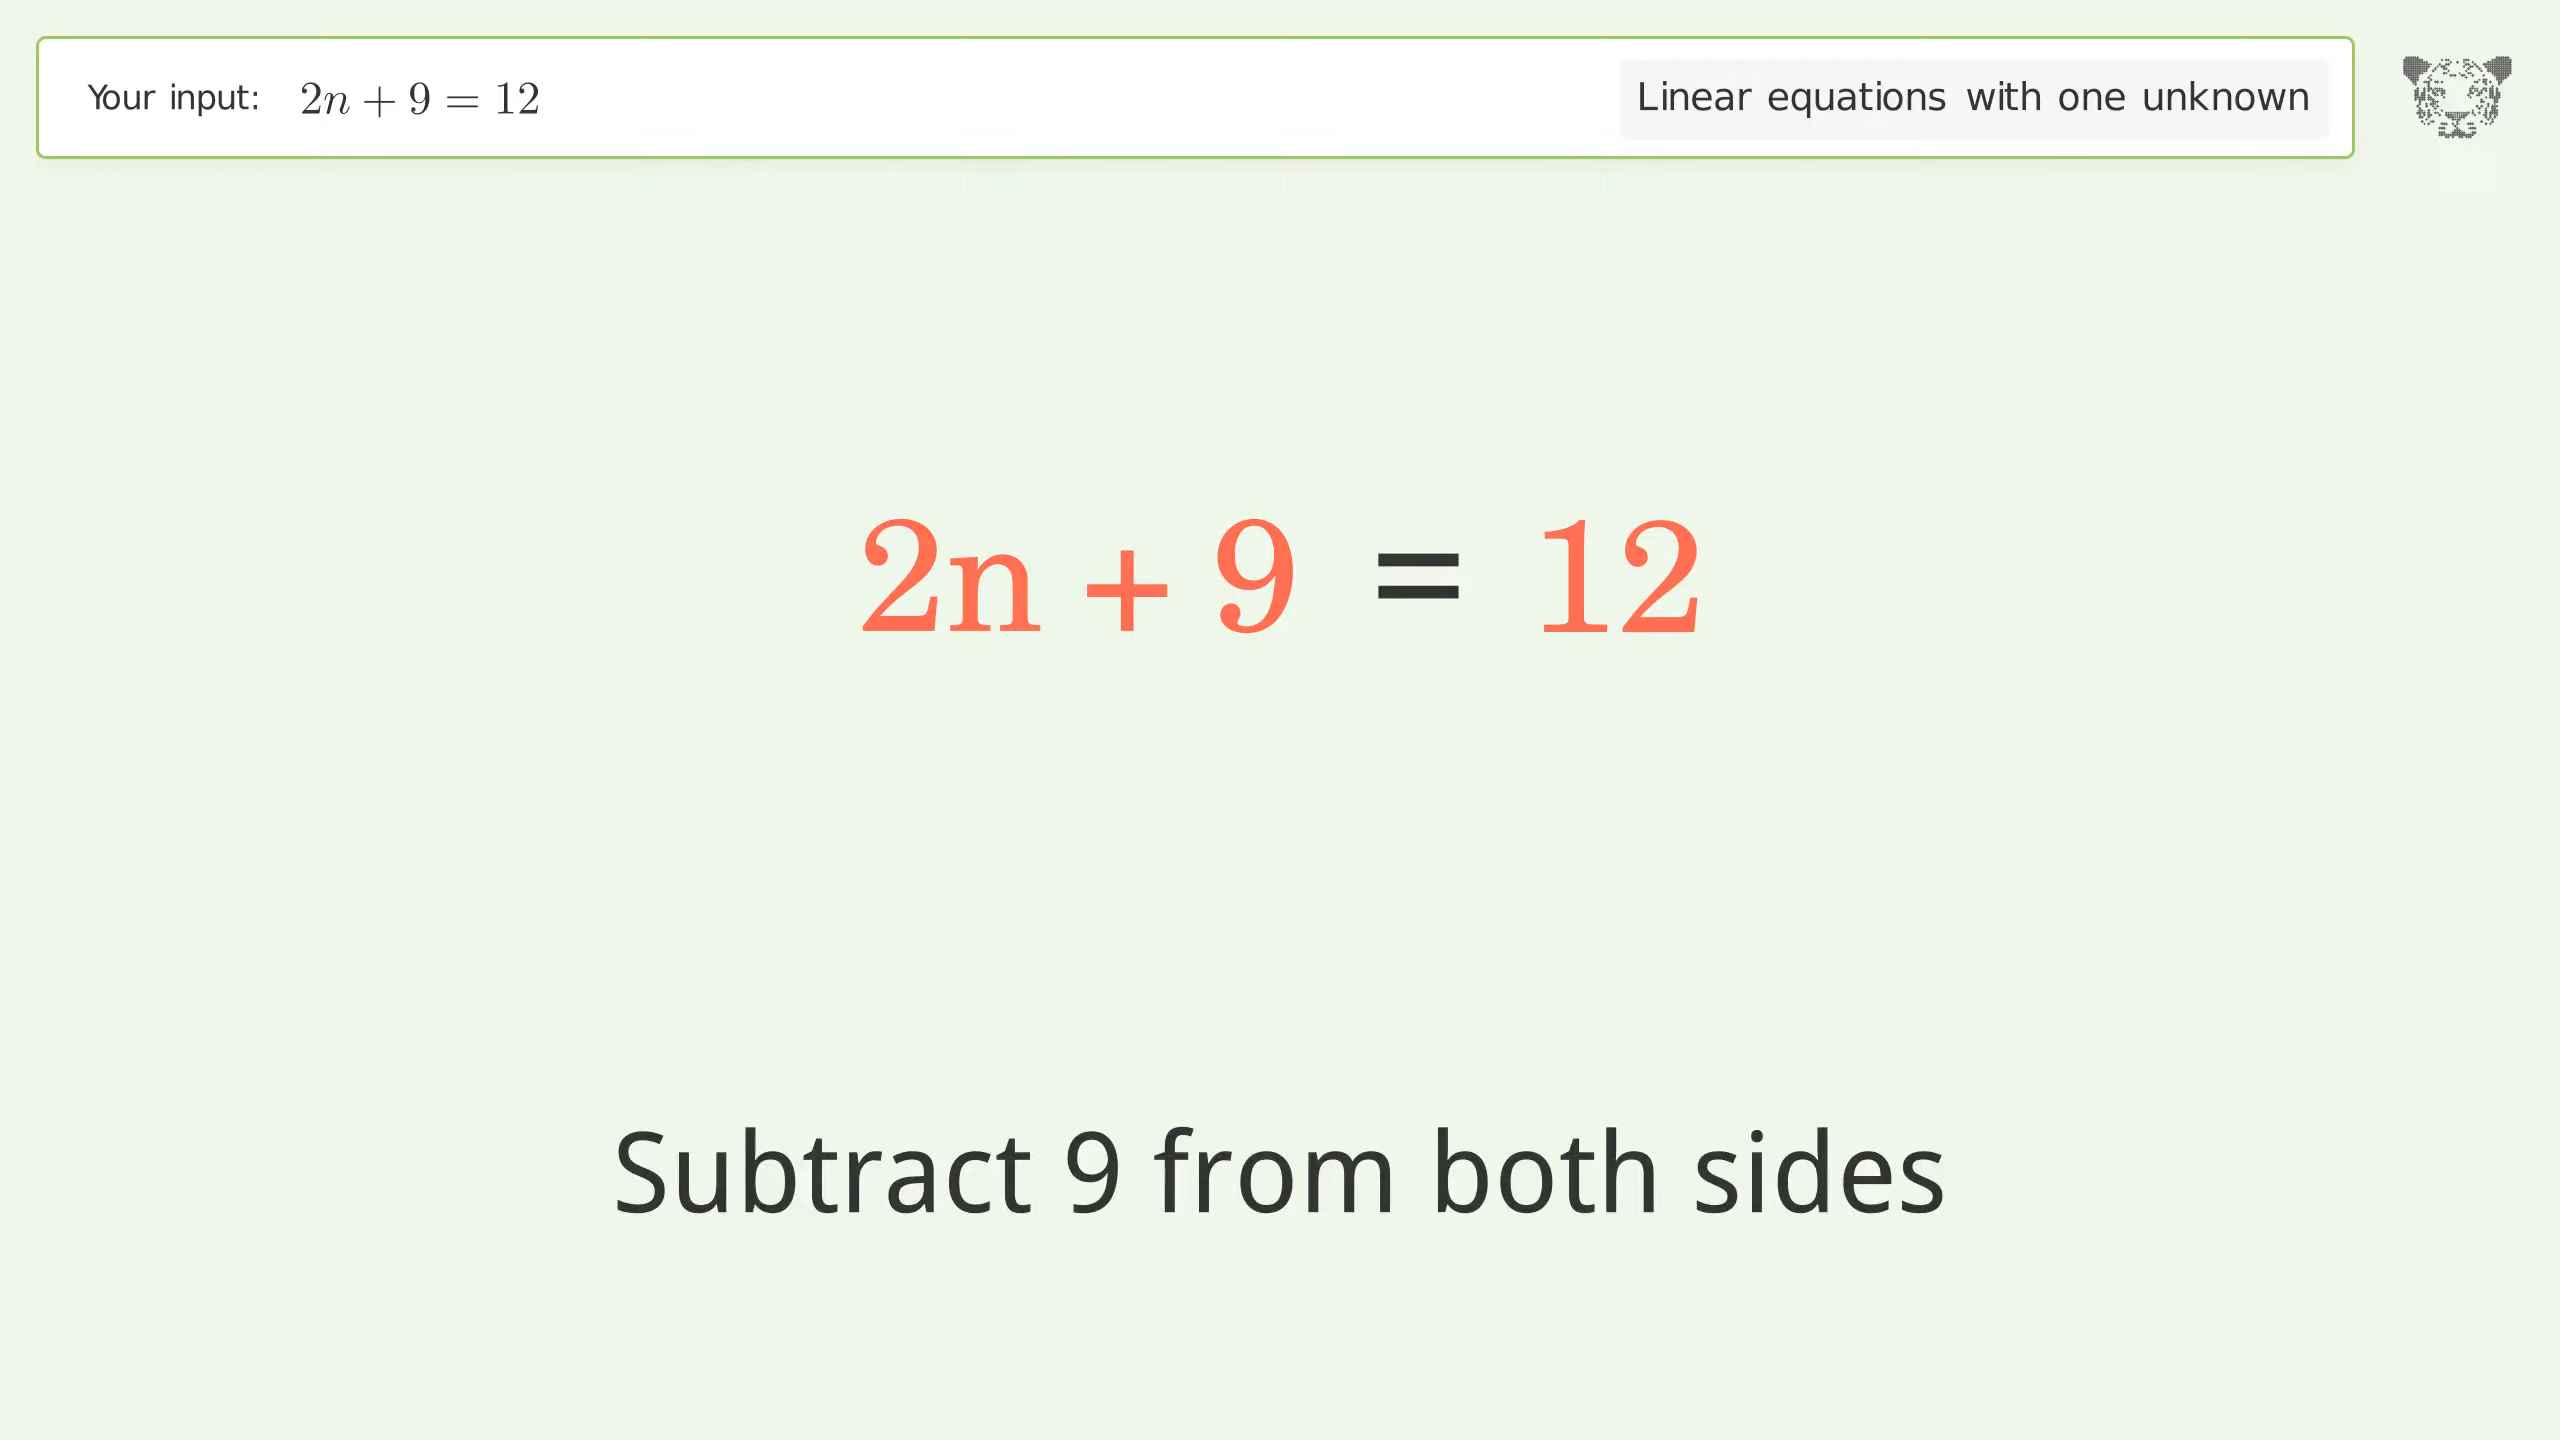 Your input: 2n + 9 = 12
Linear equations with one unknown
2n + 9 = 12
Subtract 9 from both sides